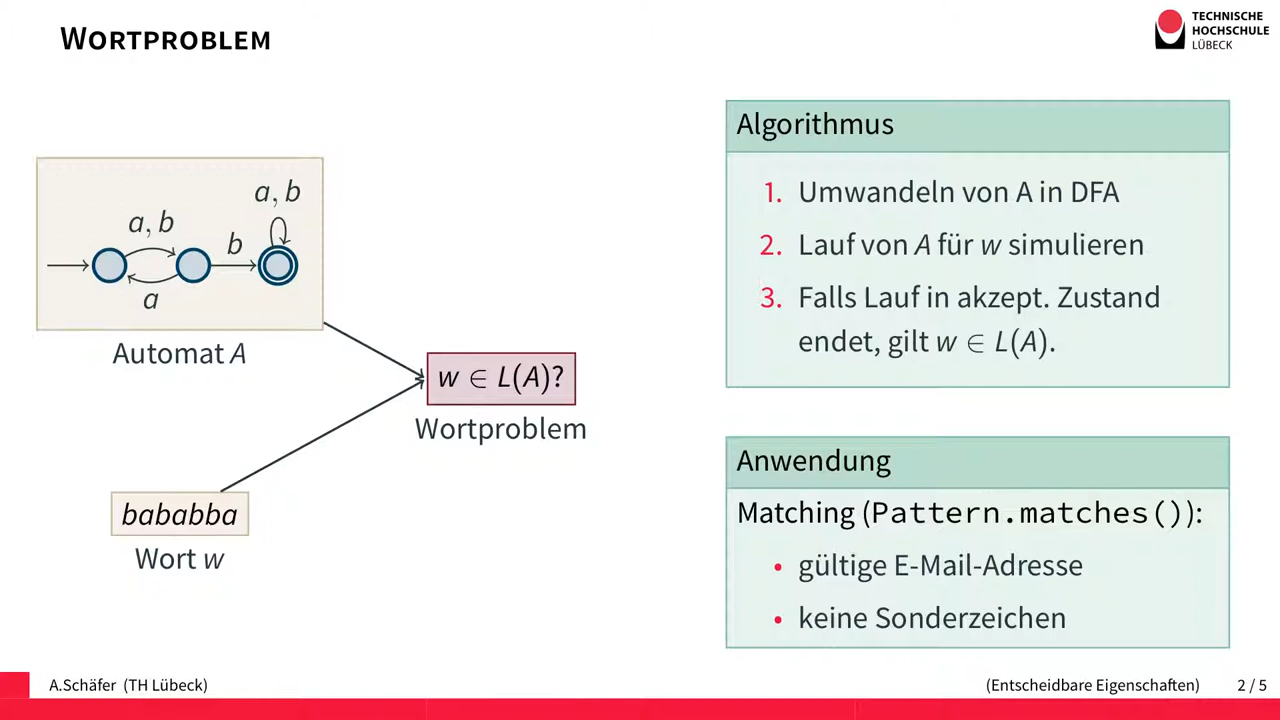 WORTPROBLEM
TECHNISCHE
HOCHSCHULE
LÜBECK
a, b
a, b
b
a
Automat A
w ∈ L(A)?
Wortproblem
bababba
Wort w
Algorithmus
1. Umwandeln von A in DFA
2. Lauf von A für w simulieren
3. Falls Lauf in akzept. Zustand
endet, gilt w ∈ L(A).
Anwendung
Matching (Pattern.matches()):
• gültige E-Mail-Adresse
• keine Sonderzeichen
A.Schäfer (TH Lübeck)
(Entscheidbare Eigenschaften)
2 / 5